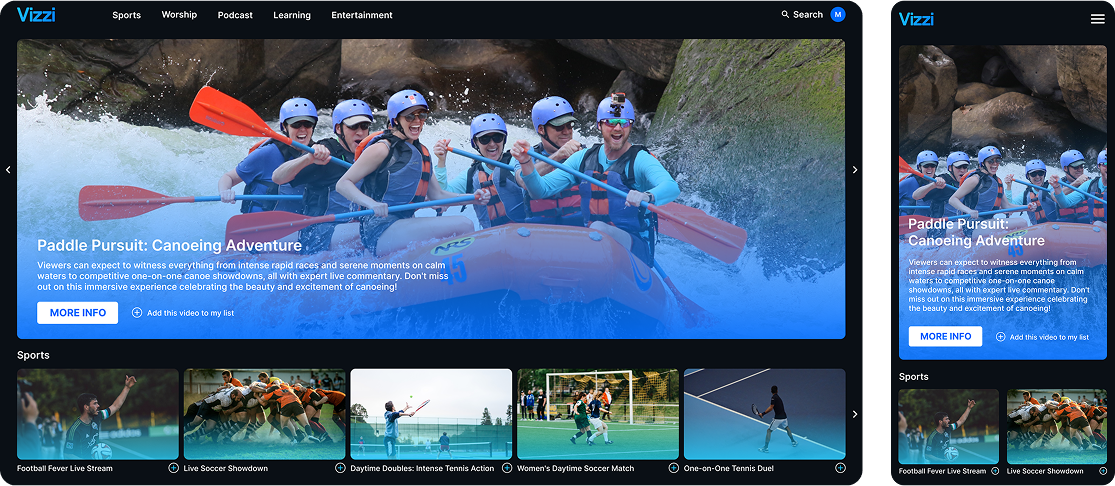 Vizzi
Sports
Worship
Podcast
Learning
Entertainment
Search
M
NRS
45
Paddle Pursuit: Canoeing Adventure
Viewers can expect to witness everything from intense rapid races and serene moments on calm
waters to competitive one-on-one canoe showdowns, all with expert live commentary. Don't miss
out on this immersive experience celebrating the beauty and excitement of canoeing!
MORE INFO
Add this video to my list
Sports
Football Fever Live Stream
Live Soccer Showdown
Daytime Doubles: Intense Tennis Action
Women's Daytime Soccer Match
One-on-One Tennis Duel
Vizzi
Paddle Pursuit:
Canoeing Adventure
Viewers can expect to witness everything from
intense rapid races and serene moments on calm
waters to competitive one-on-one canoe
showdowns, all with expert live commentary. Don't
miss out on this immersive experience celebrating
the beauty and excitement of canoeing!
MORE INFO
Add this video to my list
Sports
Football Fever Live Stream
Live Soccer Showdown